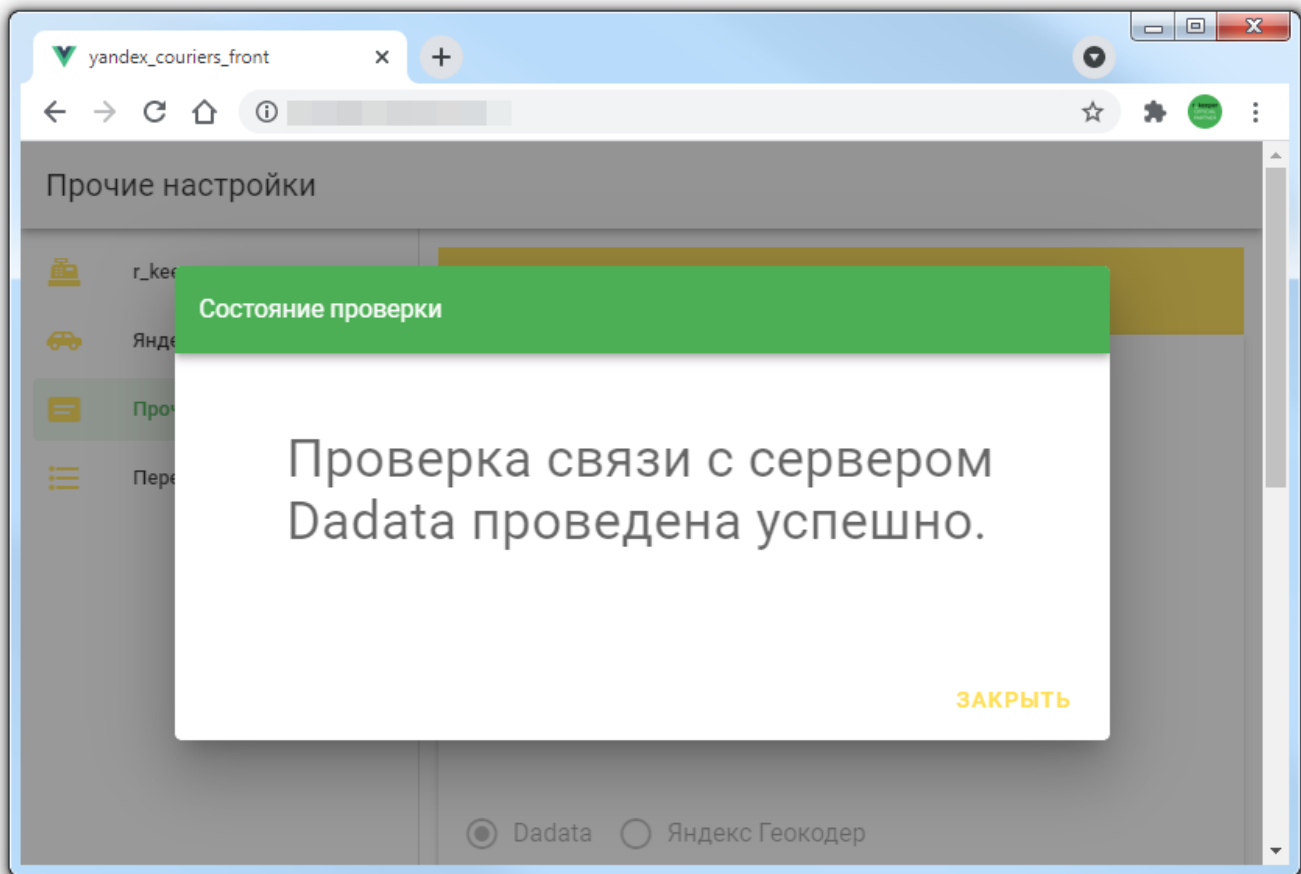 yandex_couriers_front
Прочие настройки
r_kee
Янде
Проч
Пере
Состояние проверки
Проверка связи с сервером
Dadata проведена успешно.
ЗАКРЫТЬ
Dadata
Яндекс Геокодер